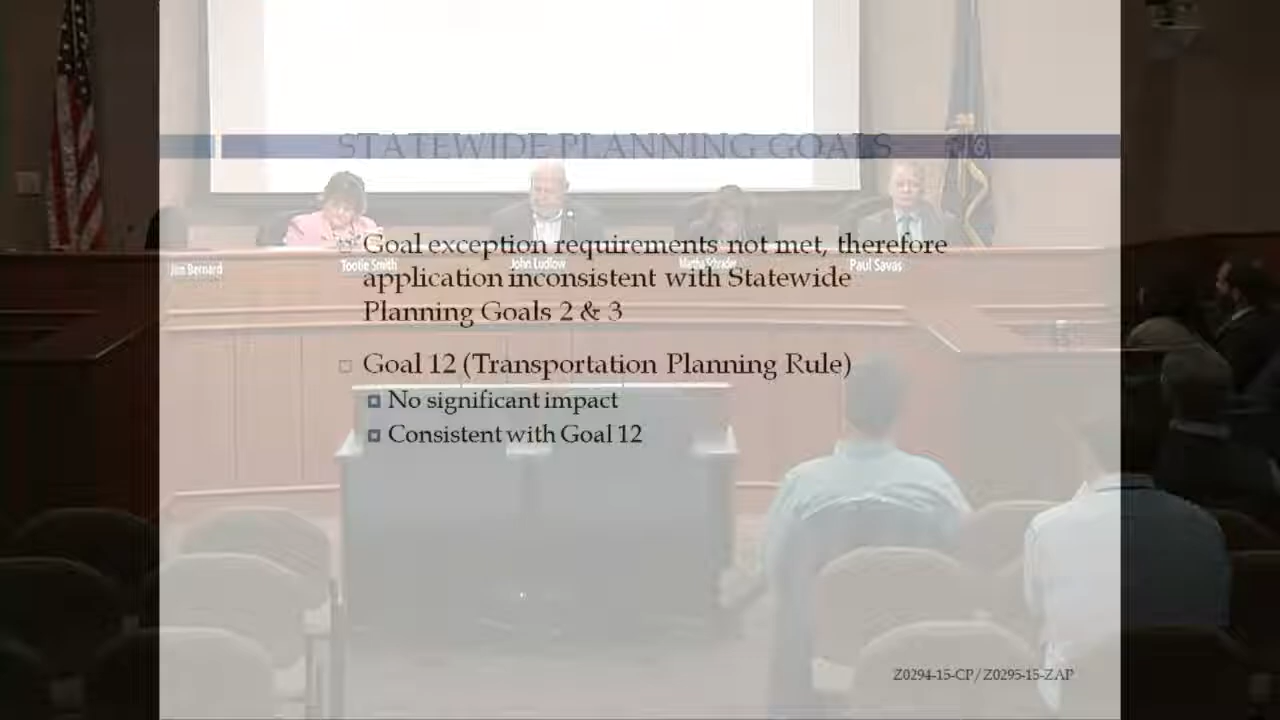 STATEWIDE PLANNING GOALS
Goal exception requirements not met, therefore
Jim Bernard
Tootie Smith
John Ludlow
Martha Schrader
Paul Savas
application inconsistent with Statewide
Planning Goals 2 & 3
Goal 12 (Transportation Planning Rule)
No significant impact
Consistent with Goal 12
Z0294-15-CP/Z0295-15-ZAP